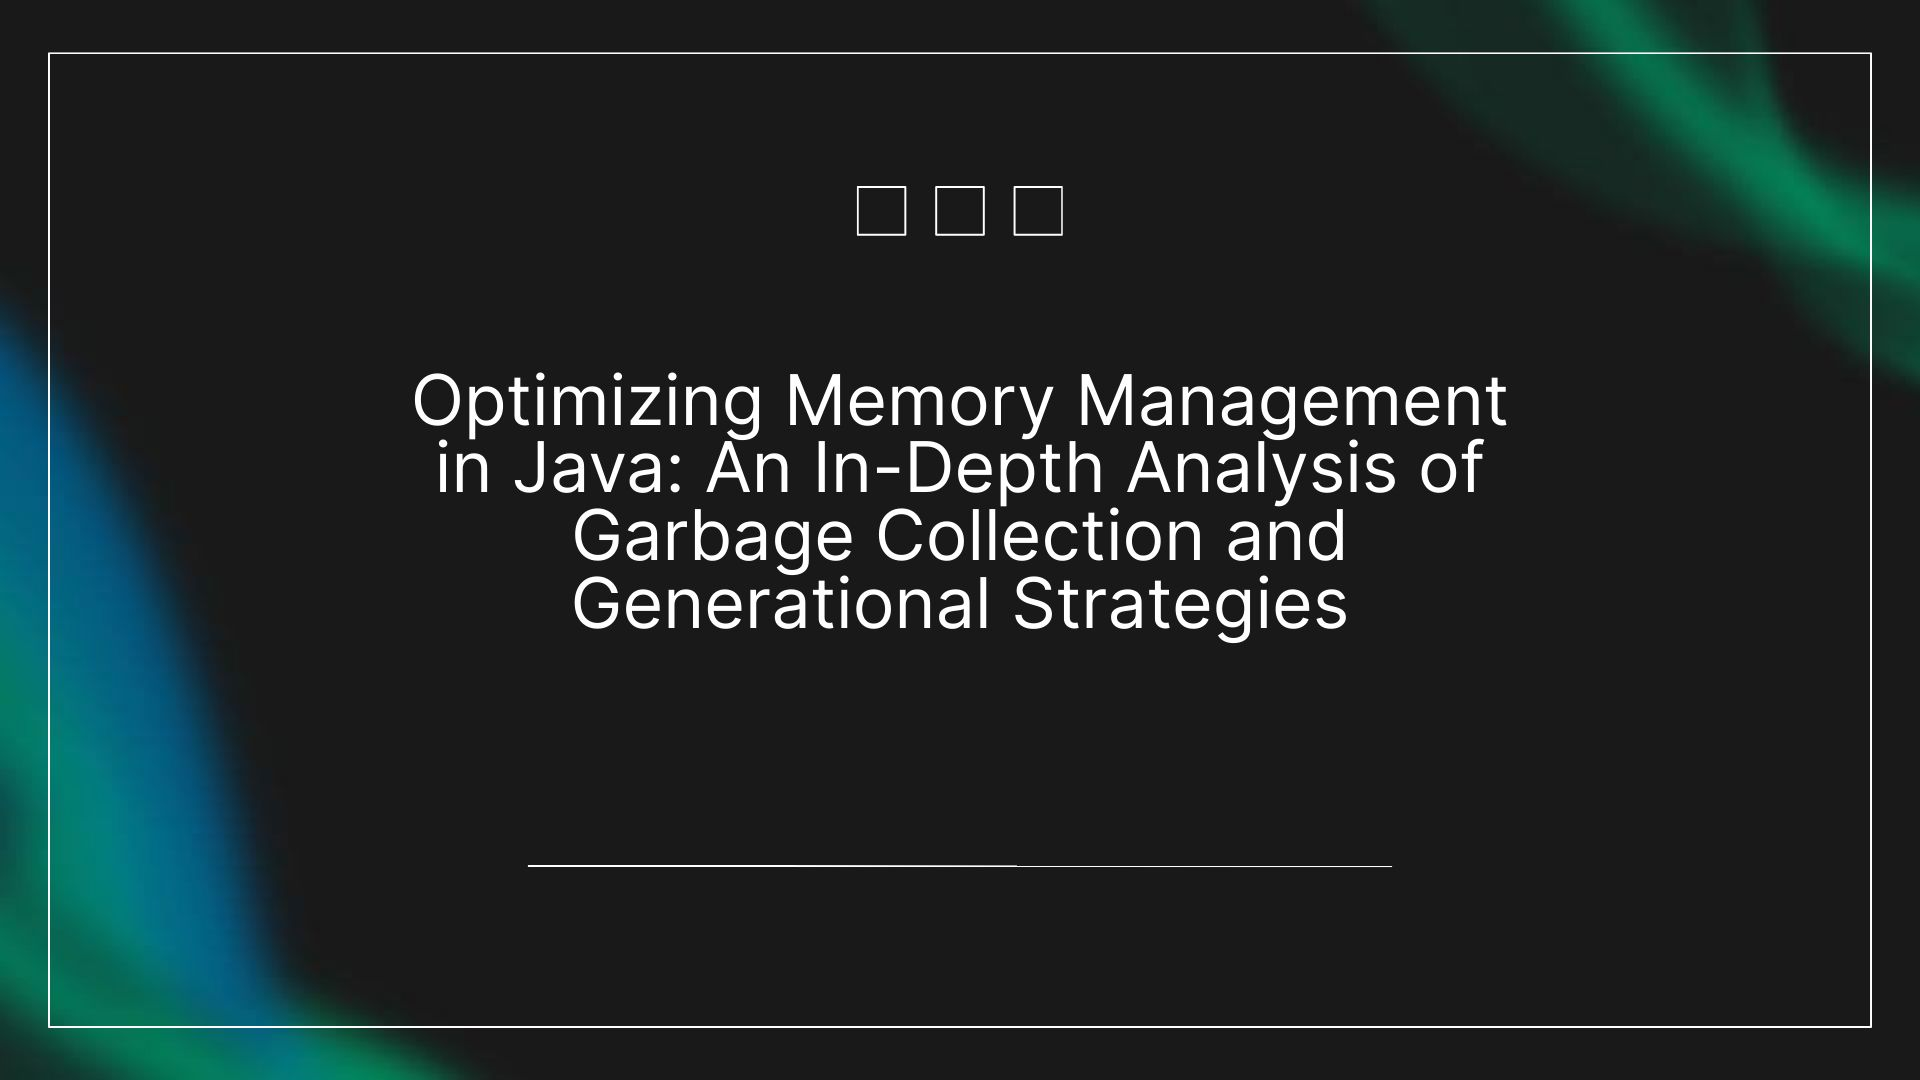 Optimizing Memory Management
in Java: An In-Depth Analysis of
Garbage Collection and
Generational Strategies